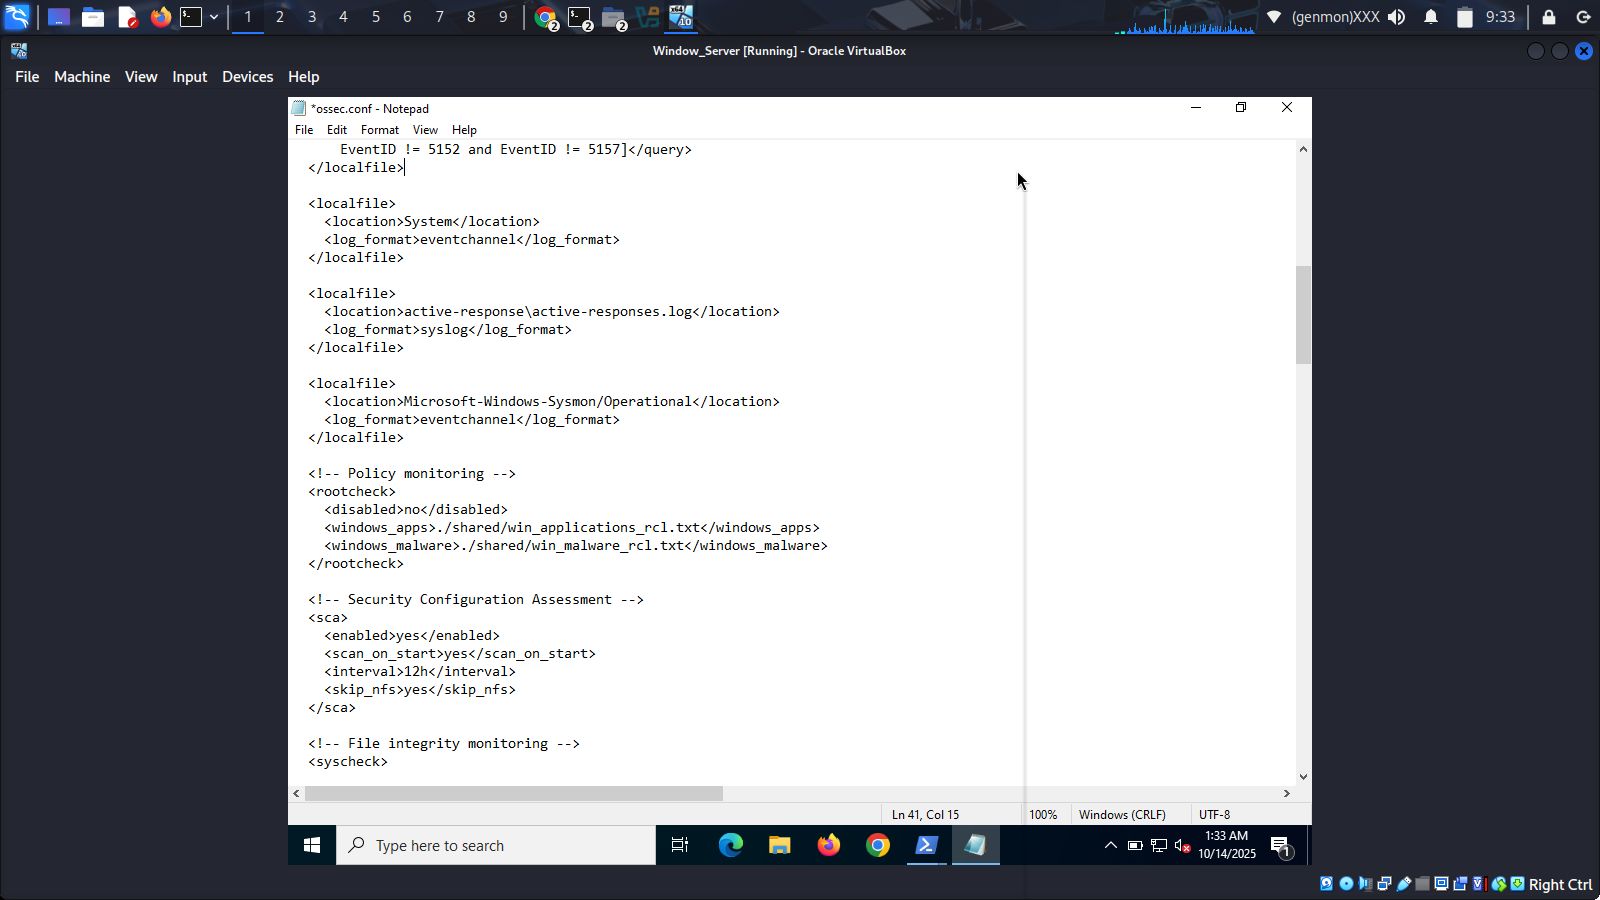 1 2 3 4 5 6 7 8 9 2 2 2 (genmon)XXX 9:33
Window_Server [Running] - Oracle VirtualBox
File Machine View Input Devices Help
*ossec.conf - Notepad
File Edit Format View Help
EventID != 5152 and EventID != 5157]</query>
</localfile>
<localfile>
<location>System</location>
<log_format>eventchannel</log_format>
</localfile>
<localfile>
<location>active-response\active-responses.log</location>
<log_format>syslog</log_format>
</localfile>
<localfile>
<location>Microsoft-Windows-Sysmon/Operational</location>
<log_format>eventchannel</log_format>
</localfile>
<!-- Policy monitoring -->
<rootcheck>
<disabled>no</disabled>
<windows_apps>./shared/win_applications_rcl.txt</windows_apps>
<windows_malware>./shared/win_malware_rcl.txt</windows_malware>
</rootcheck>
<!-- Security Configuration Assessment -->
<sca>
<enabled>yes</enabled>
<scan_on_start>yes</scan_on_start>
<interval>12h</interval>
<skip_nfs>yes</skip_nfs>
</sca>
<!-- File integrity monitoring -->
<syscheck>
Ln 41, Col 15 100% Windows (CRLF) UTF-8
Type here to search
1:33 AM
10/14/2025
1
Right Ctrl